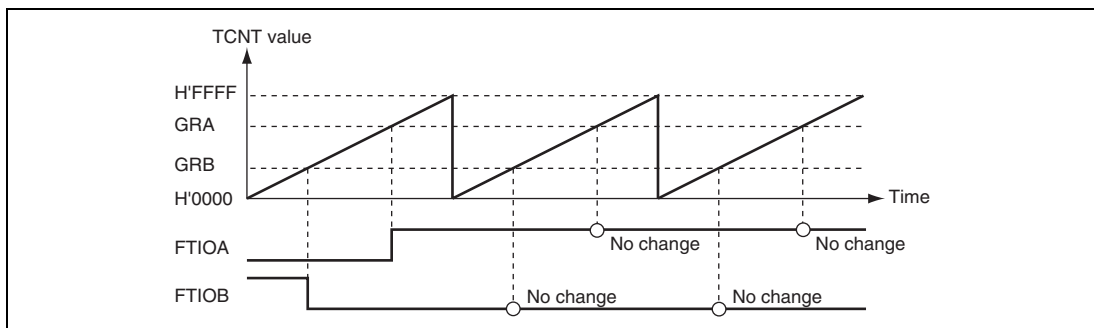 TCNT value
H'FFFF
GRA
GRB
H'0000
Time
FTIOA
No change
No change
FTIOB
No change
No change